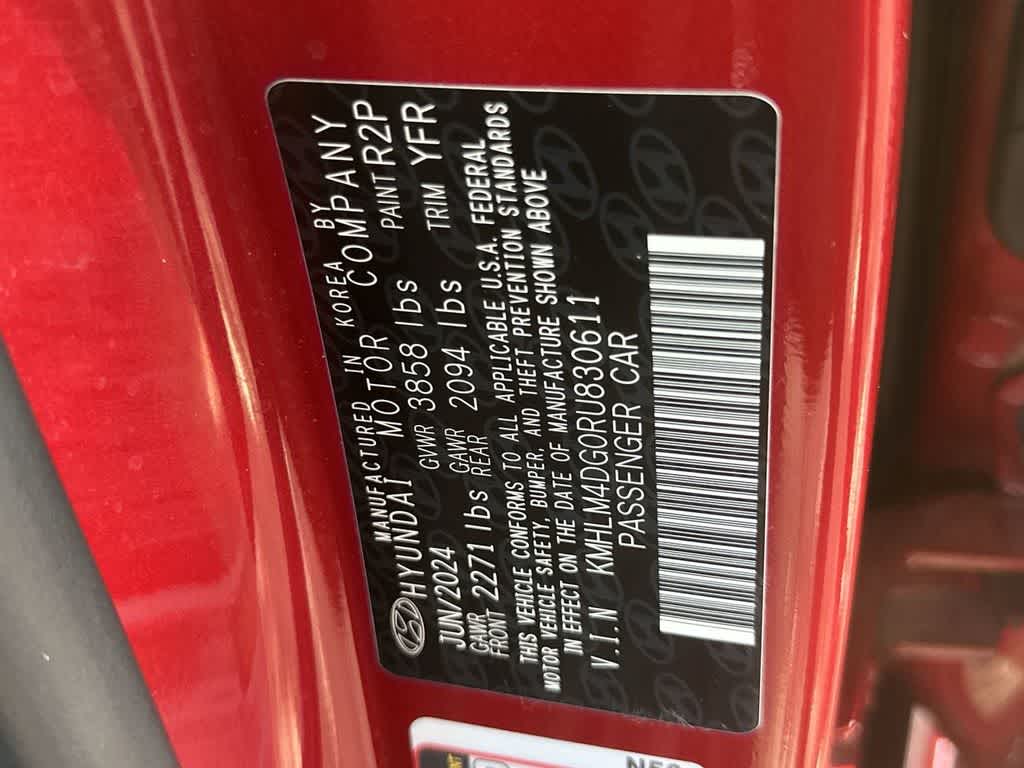 MANUFACTURED IN KOREA BY
HYUNDAI MOTOR COMPANY
JUN/2024 GVWR 3858 lbs PAINT R2P
GAWR FRONT 2271 lbs GAWR REAR 2094 lbs TRIM YFR
THIS VEHICLE CONFORMS TO ALL APPLICABLE U.S.A. FEDERAL
MOTOR VEHICLE SAFETY, BUMPER, AND THEFT PREVENTION STANDARDS
IN EFFECT ON THE DATE OF MANUFACTURE SHOWN ABOVE
V.I.N KMHLM4DG0RU830611
PASSENGER CAR